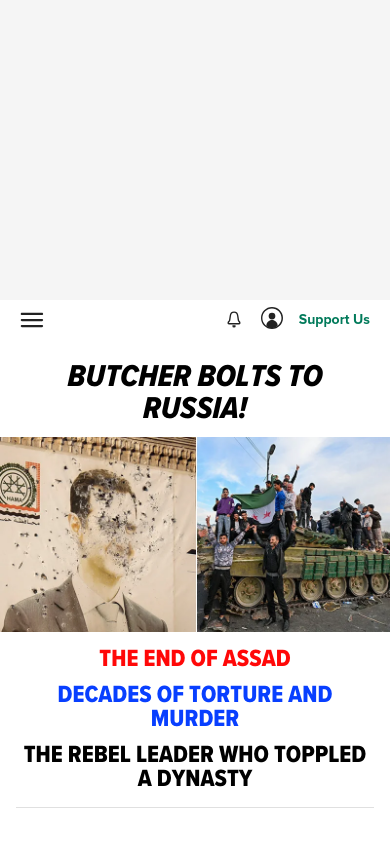 Support Us
BUTCHER BOLTS TO
RUSSIA!
HAMA
THE END OF ASSAD
DECADES OF TORTURE AND
MURDER
THE REBEL LEADER WHO TOPPLED
A DYNASTY